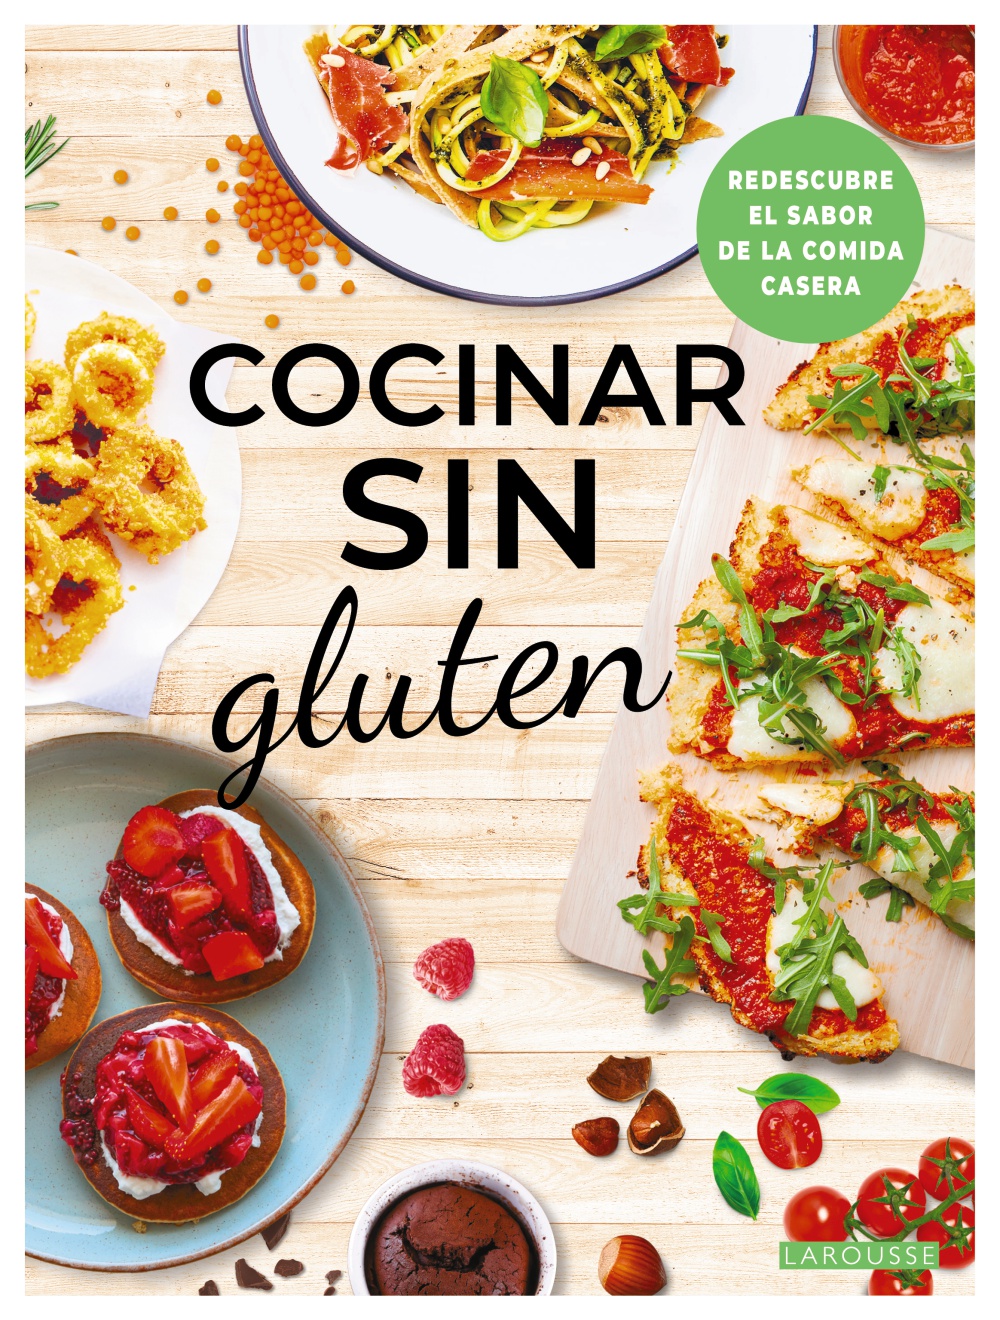 REDESCUBRE
EL SABOR
DE LA COMIDA
CASERA
COCINAR
SIN
gluten
LAROUSSE